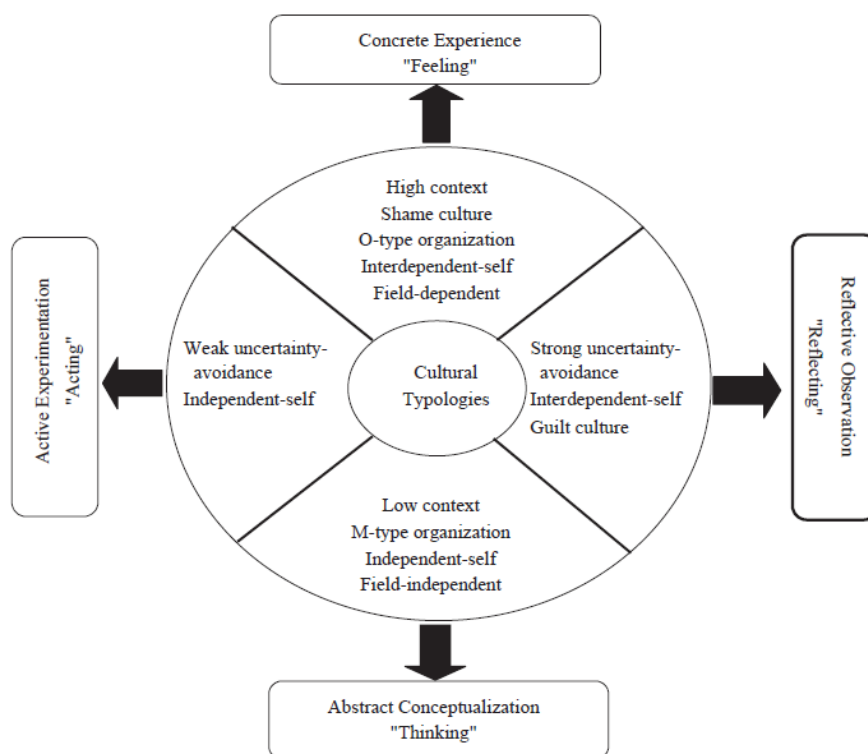 Concrete Experience
"Feeling"
High context
Shame culture
O-type organization
Interdependent-self
Field-dependent
Active Experimentation
"Acting"
Weak uncertainty-
avoidance
Independent-self
Cultural
Typologies
Strong uncertainty-
avoidance
Interdependent-self
Guilt culture
Reflective Observation
"Reflecting"
Low context
M-type organization
Independent-self
Field-independent
Abstract Conceptualization
"Thinking"